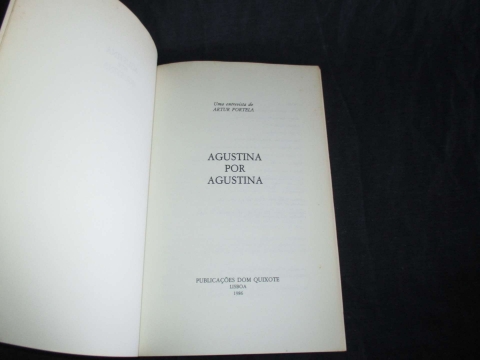 Uma entrevista de
ARTUR PORTELA
AGUSTINA
POR
AGUSTINA
PUBLICAÇÕES DOM QUIXOTE
LISBOA
1986